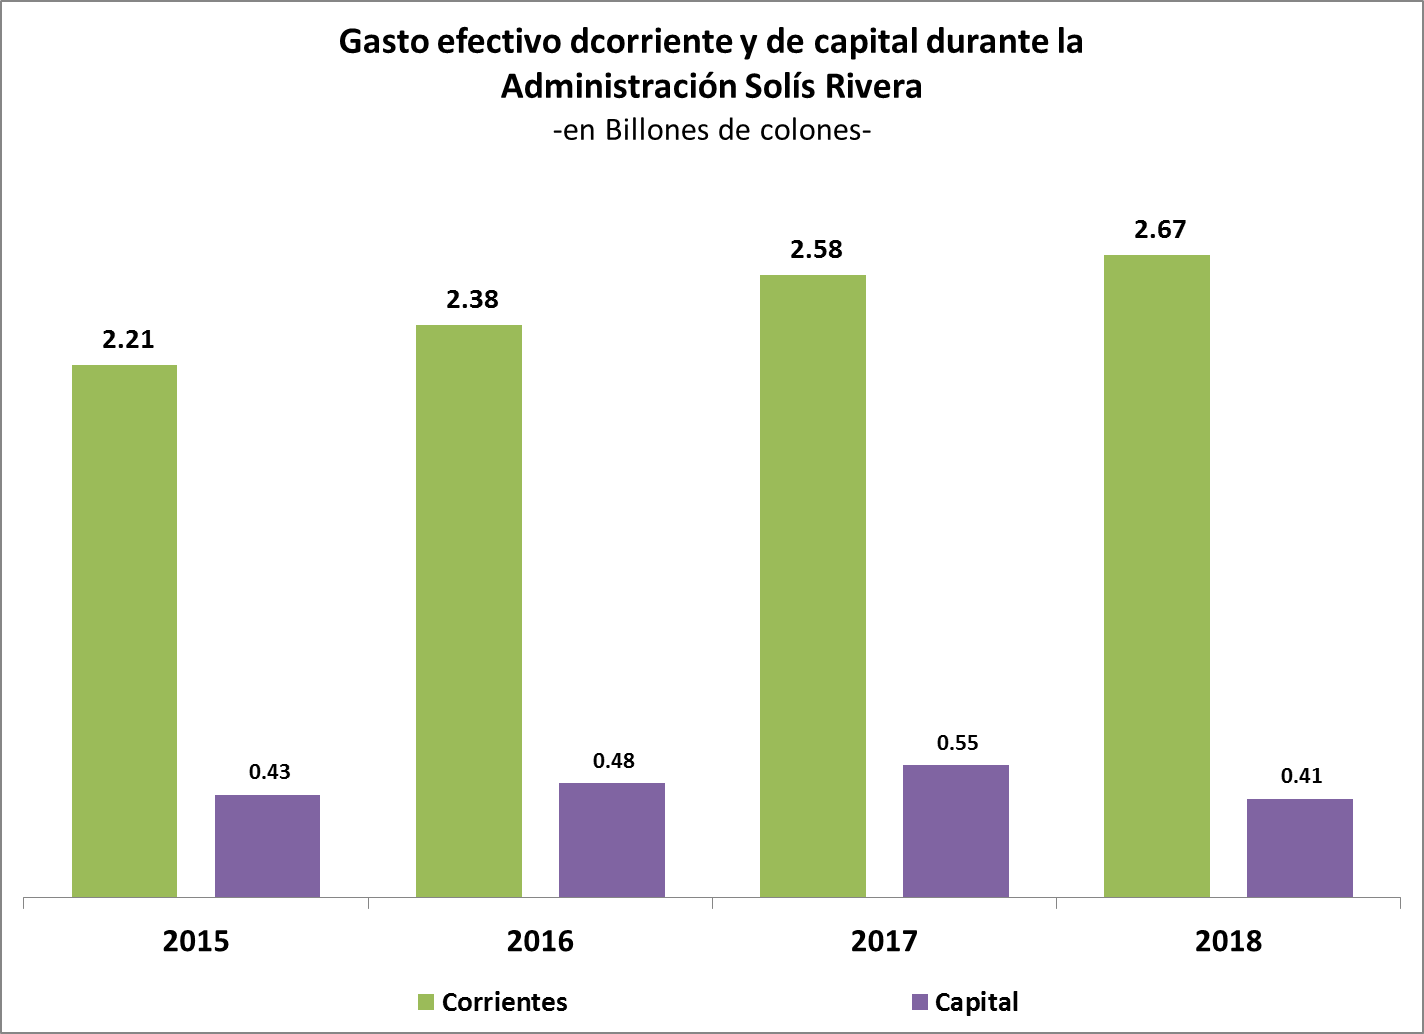 Gasto efectivo dcorriente y de capital durante la
Administración Solís Rivera
-en Billones de colones-
2.21
0.43
2.38
0.48
2.58
0.55
2.67
0.41
2015
2016
2017
2018
Corrientes
Capital